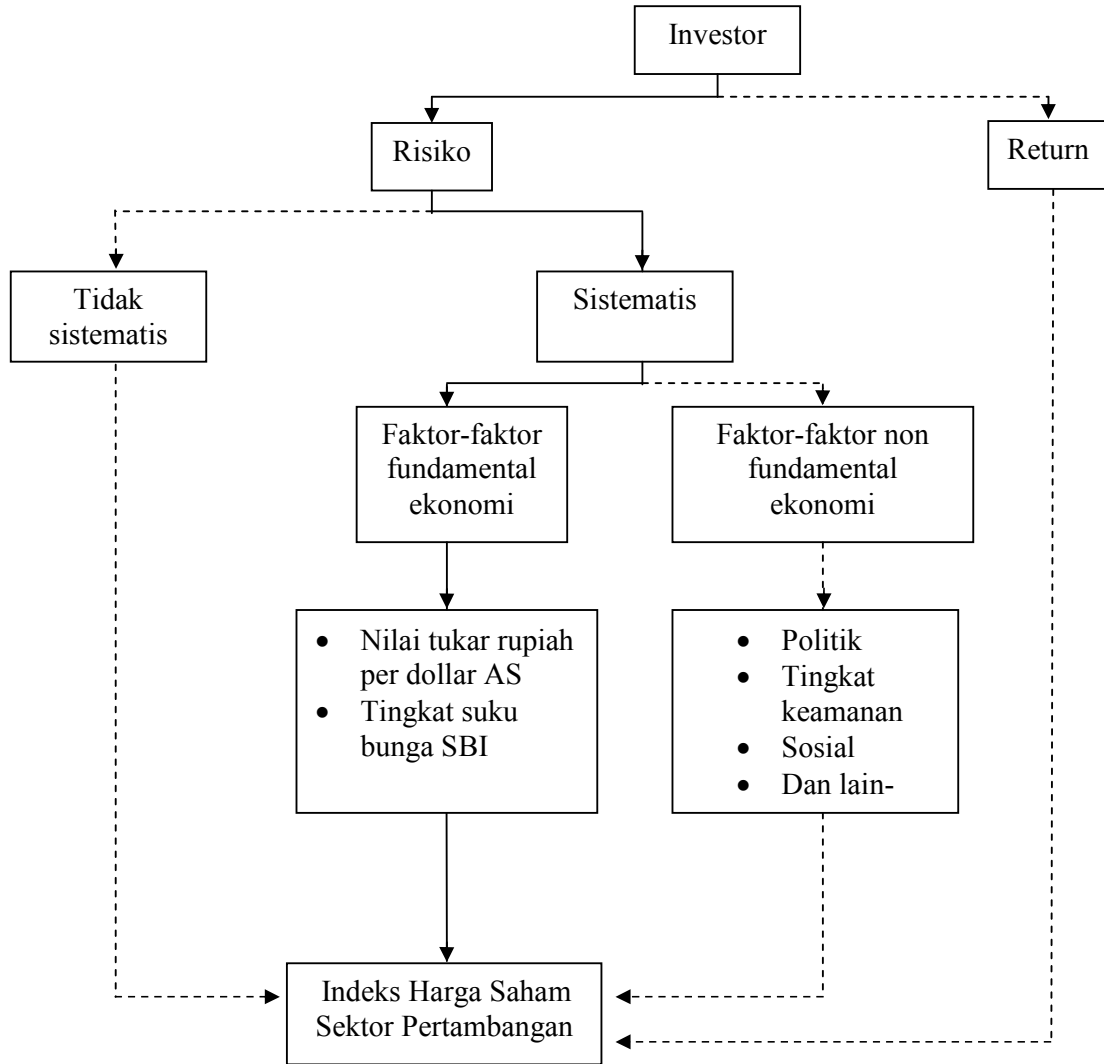 Investor
Risiko
Return
Tidak
sistematis
Sistematis
Faktor-faktor
fundamental
ekonomi
Faktor-faktor non
fundamental
ekonomi
• Nilai tukar rupiah
per dollar AS
• Tingkat suku
bunga SBI
• Politik
• Tingkat
keamanan
• Sosial
• Dan lain-
Indeks Harga Saham
Sektor Pertambangan